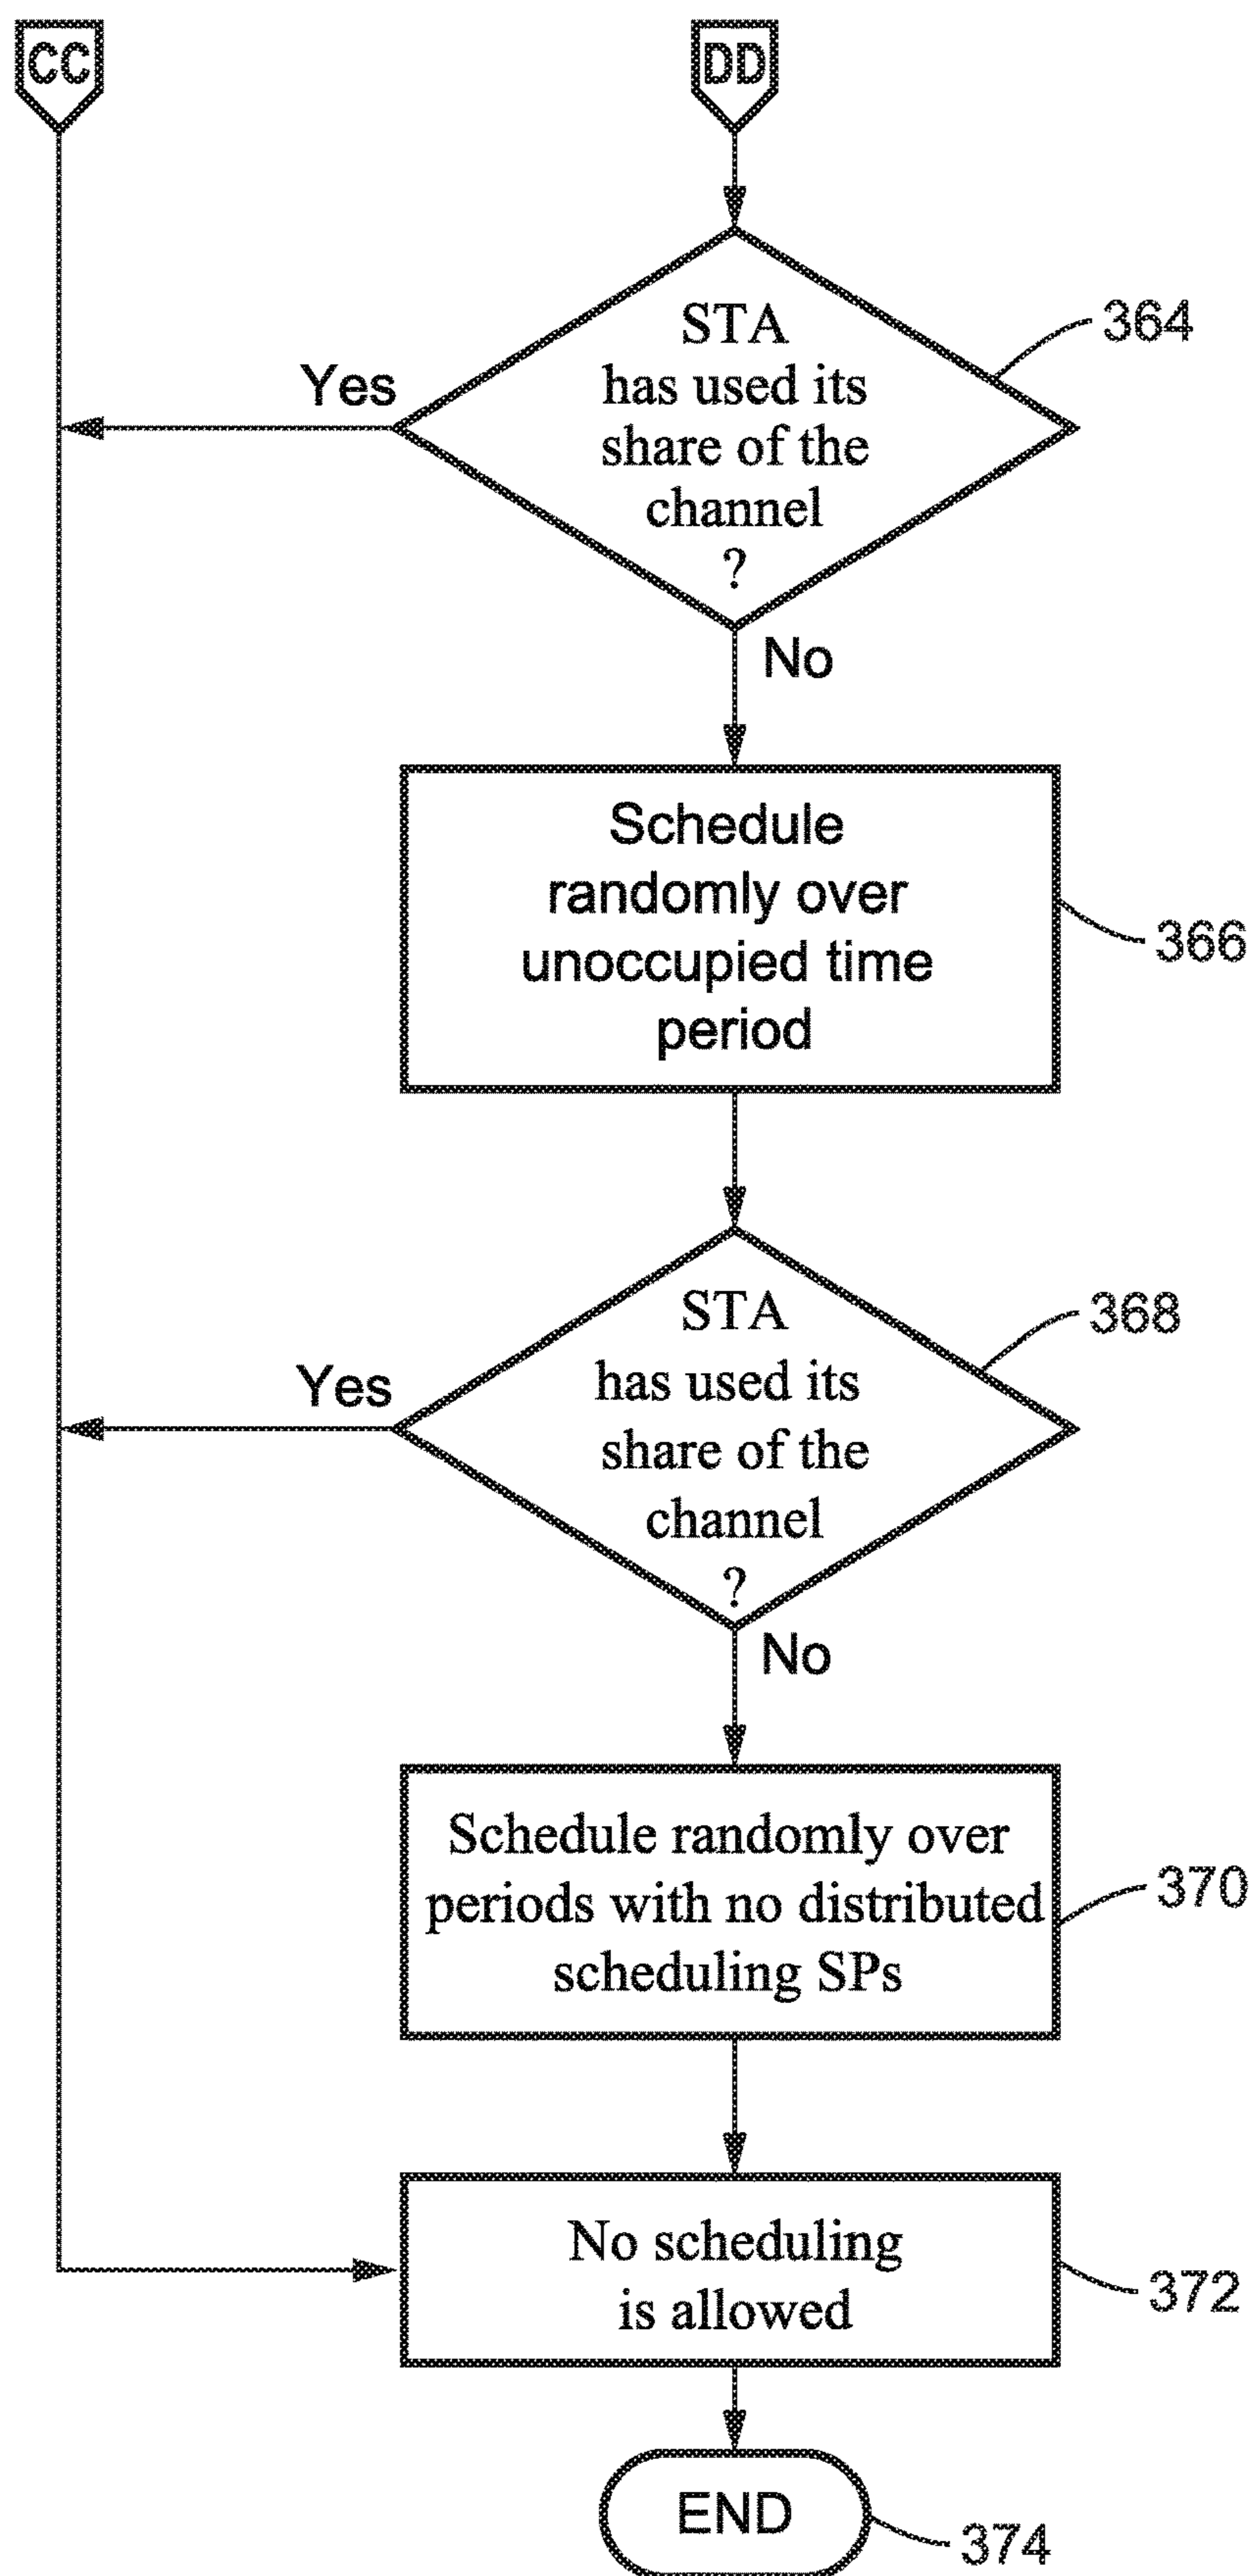 CC
DD
STA
has used its
share of the
channel
?
364
Yes
No
Schedule
randomly over
unoccupied time
period
366
STA
has used its
share of the
channel
?
368
Yes
No
Schedule randomly over
periods with no distributed
scheduling SPs
370
No scheduling
is allowed
372
END
374